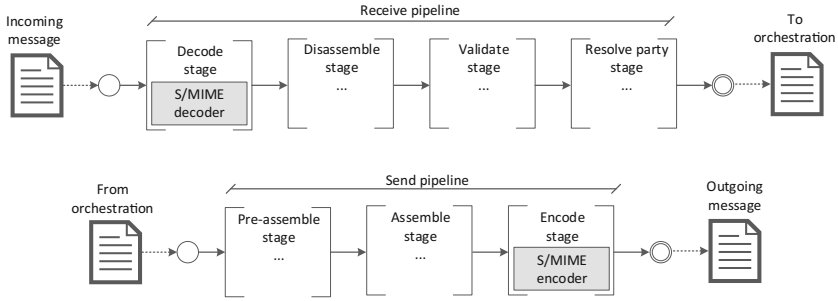 Receive pipeline
Incoming
message
Decode
stage
S/MIME
decoder
Disassemble
stage
...
Validate
stage
...
Resolve party
stage
...
To
orchestration
Send pipeline
From
orchestration
Pre-assemble
stage
...
Assemble
stage
...
Encode
stage
S/MIME
encoder
Outgoing
message